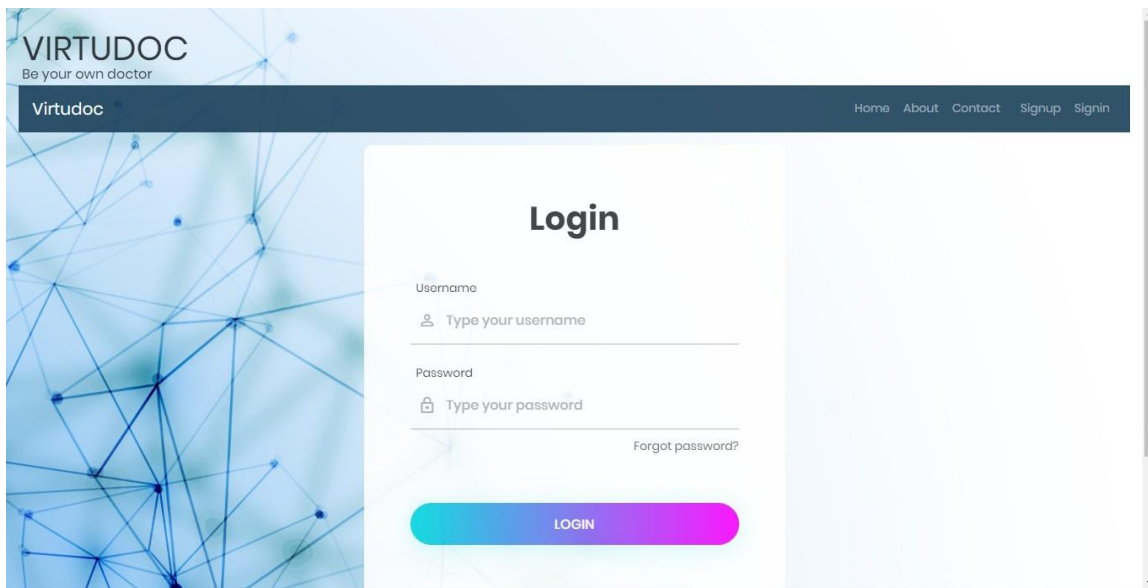 VIRTUDOC
Be your own doctor
Virtudoc Home About Contact Signup Signin
Login
Username
Type your username
Password
Type your password
Forgot password?
LOGIN